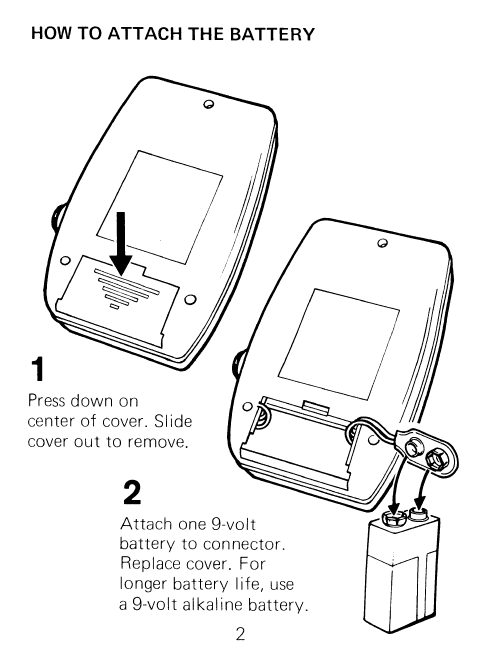 HOW TO ATTACH THE BATTERY
1
Press down on
center of cover. Slide
cover out to remove.
2
Attach one 9-volt
battery to connector.
Replace cover. For
longer battery life, use
a 9-volt alkaline battery.
2